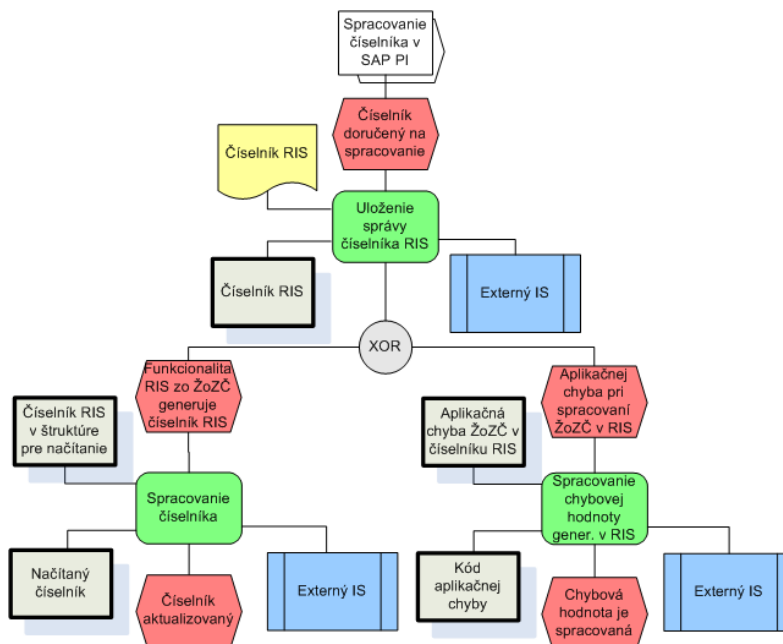 Spracovanie
číselníka v
SAP PI
Číselník
doručený na
spracovanie
Číselník RIS
Uloženie
správy
číselníka RIS
Číselník RIS
Externý IS
XOR
Funkcionalita
RIS zo ŽoZČ
generuje
číselník RIS
Aplikačnej
chyba pri
spracovaní
ŽoZČ v RIS
Číselník RIS
v štruktúre
pre načítanie
Aplikačná
chyba ŽoZČ v
číselníku RIS
Spracovanie
číselníka
Spracovanie
chybovej
hodnoty
gener. v RIS
Načítaný
číselník
Číselník
aktualizovaný
Externý IS
Kód
aplikačnej
chyby
Chybová
hodnota je
spracovaná
Externý IS